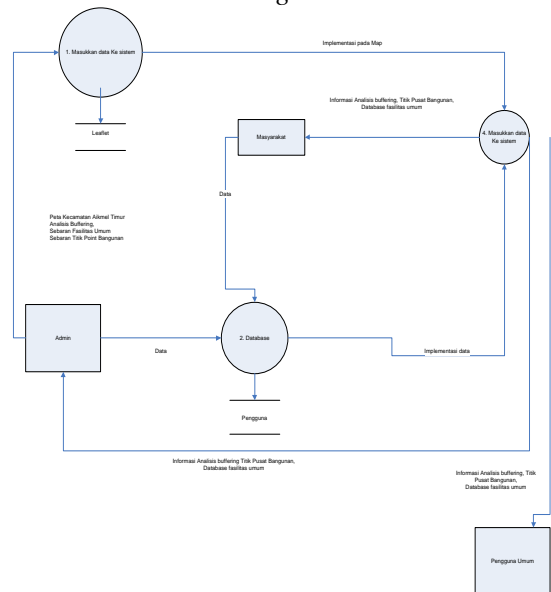 1. Masukkan data Ke sistem
Implementasi pada Map
Informasi Analisis buffering, Titik Pusat Bangunan,
Database fasilitas umum
Leaflet
Masyarakat
4. Masukkan data
Ke sistem
Data
Peta Kecamatan Aikmel Timur
Analisis Buffering,
Sebaran Fasilitas Umum
Sebaran Titik Point Bangunan
Admin
2. Database
Data
Implementasi data
Pengguna
Informasi Analisis buffering Titik Pusat Bangunan,
Database fasilitas umum
Informasi Analisis buffering, Titik
Pusat Bangunan,
Database fasilitas umum
Pengguna Umum